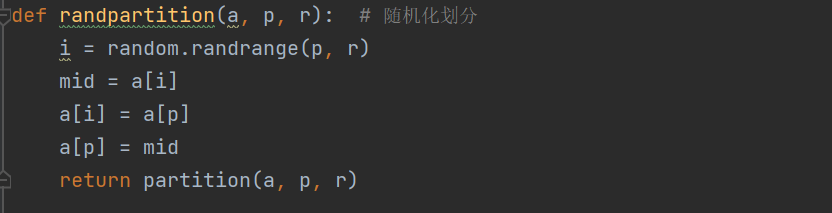 def randpartition(a, p, r):  # 随机化划分
    i = random.randrange(p, r)
    mid = a[i]
    a[i] = a[p]
    a[p] = mid
    return partition(a, p, r)